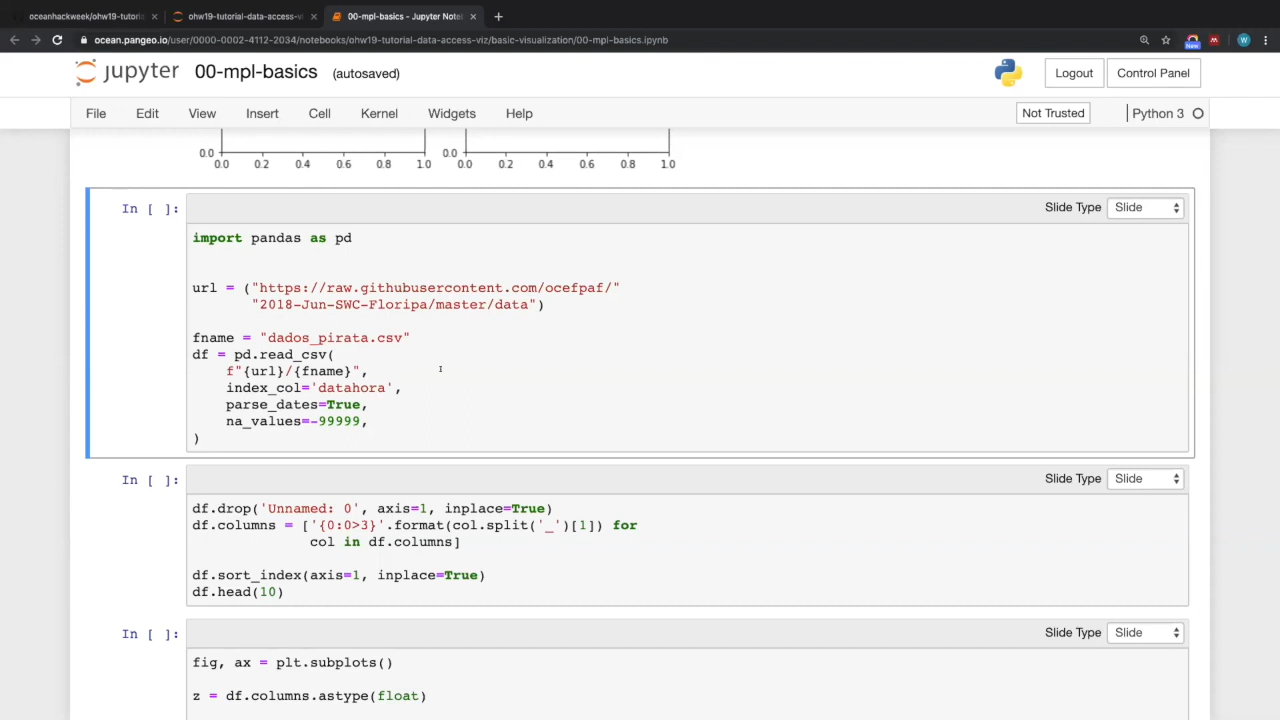 oceanhackweek/ohw19-tutoria
ohw19-tutorial-data-access-vi
00-mpl-basics - Jupyter Note
ocean.pangeo.io/user/0000-0002-4112-2034/notebooks/ohw19-tutorial-data-access-viz/basic-visualization/00-mpl-basics.ipynb
New
W
jupyter 00-mpl-basics (autosaved)
Logout
Control Panel
File Edit View Insert Cell Kernel Widgets Help
Not Trusted
Python 3
0.0 0.0
0.0 0.2 0.4 0.6 0.8 1.0 0.0 0.2 0.4 0.6 0.8 1.0
In [ ]:
Slide Type Slide
import pandas as pd
url = ("https://raw.githubusercontent.com/ocefpaf/"
"2018-Jun-SWC-Floripa/master/data")
fname = "dados_pirata.csv"
df = pd.read_csv(
f"{url}/{fname}",
index_col='datahora',
parse_dates=True,
na_values=-99999,
)
In [ ]:
Slide Type Slide
df.drop('Unnamed: 0', axis=1, inplace=True)
df.columns = ['{0:0>3}'.format(col.split('_')[1]) for
col in df.columns]
df.sort_index(axis=1, inplace=True)
df.head(10)
In [ ]:
Slide Type Slide
fig, ax = plt.subplots()
z = df.columns.astype(float)